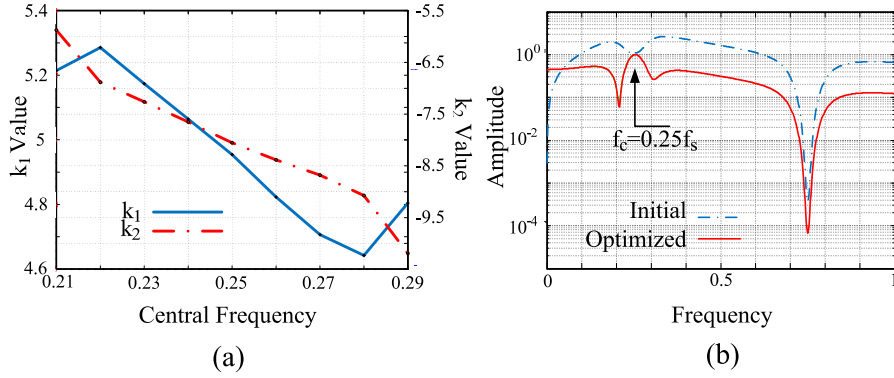 5.4
5.2
5
4.8
4.6
k1 Value
0.21
0.23
0.25
0.27
0.29
Central Frequency
-5.5
-6.5
-7.5
-8.5
-9.5
k2 Value
k1
k2
(a)
10^0
10^-2
10^-4
Amplitude
fc=0.25fs
Initial
Optimized
0
0.5
1
Frequency
(b)